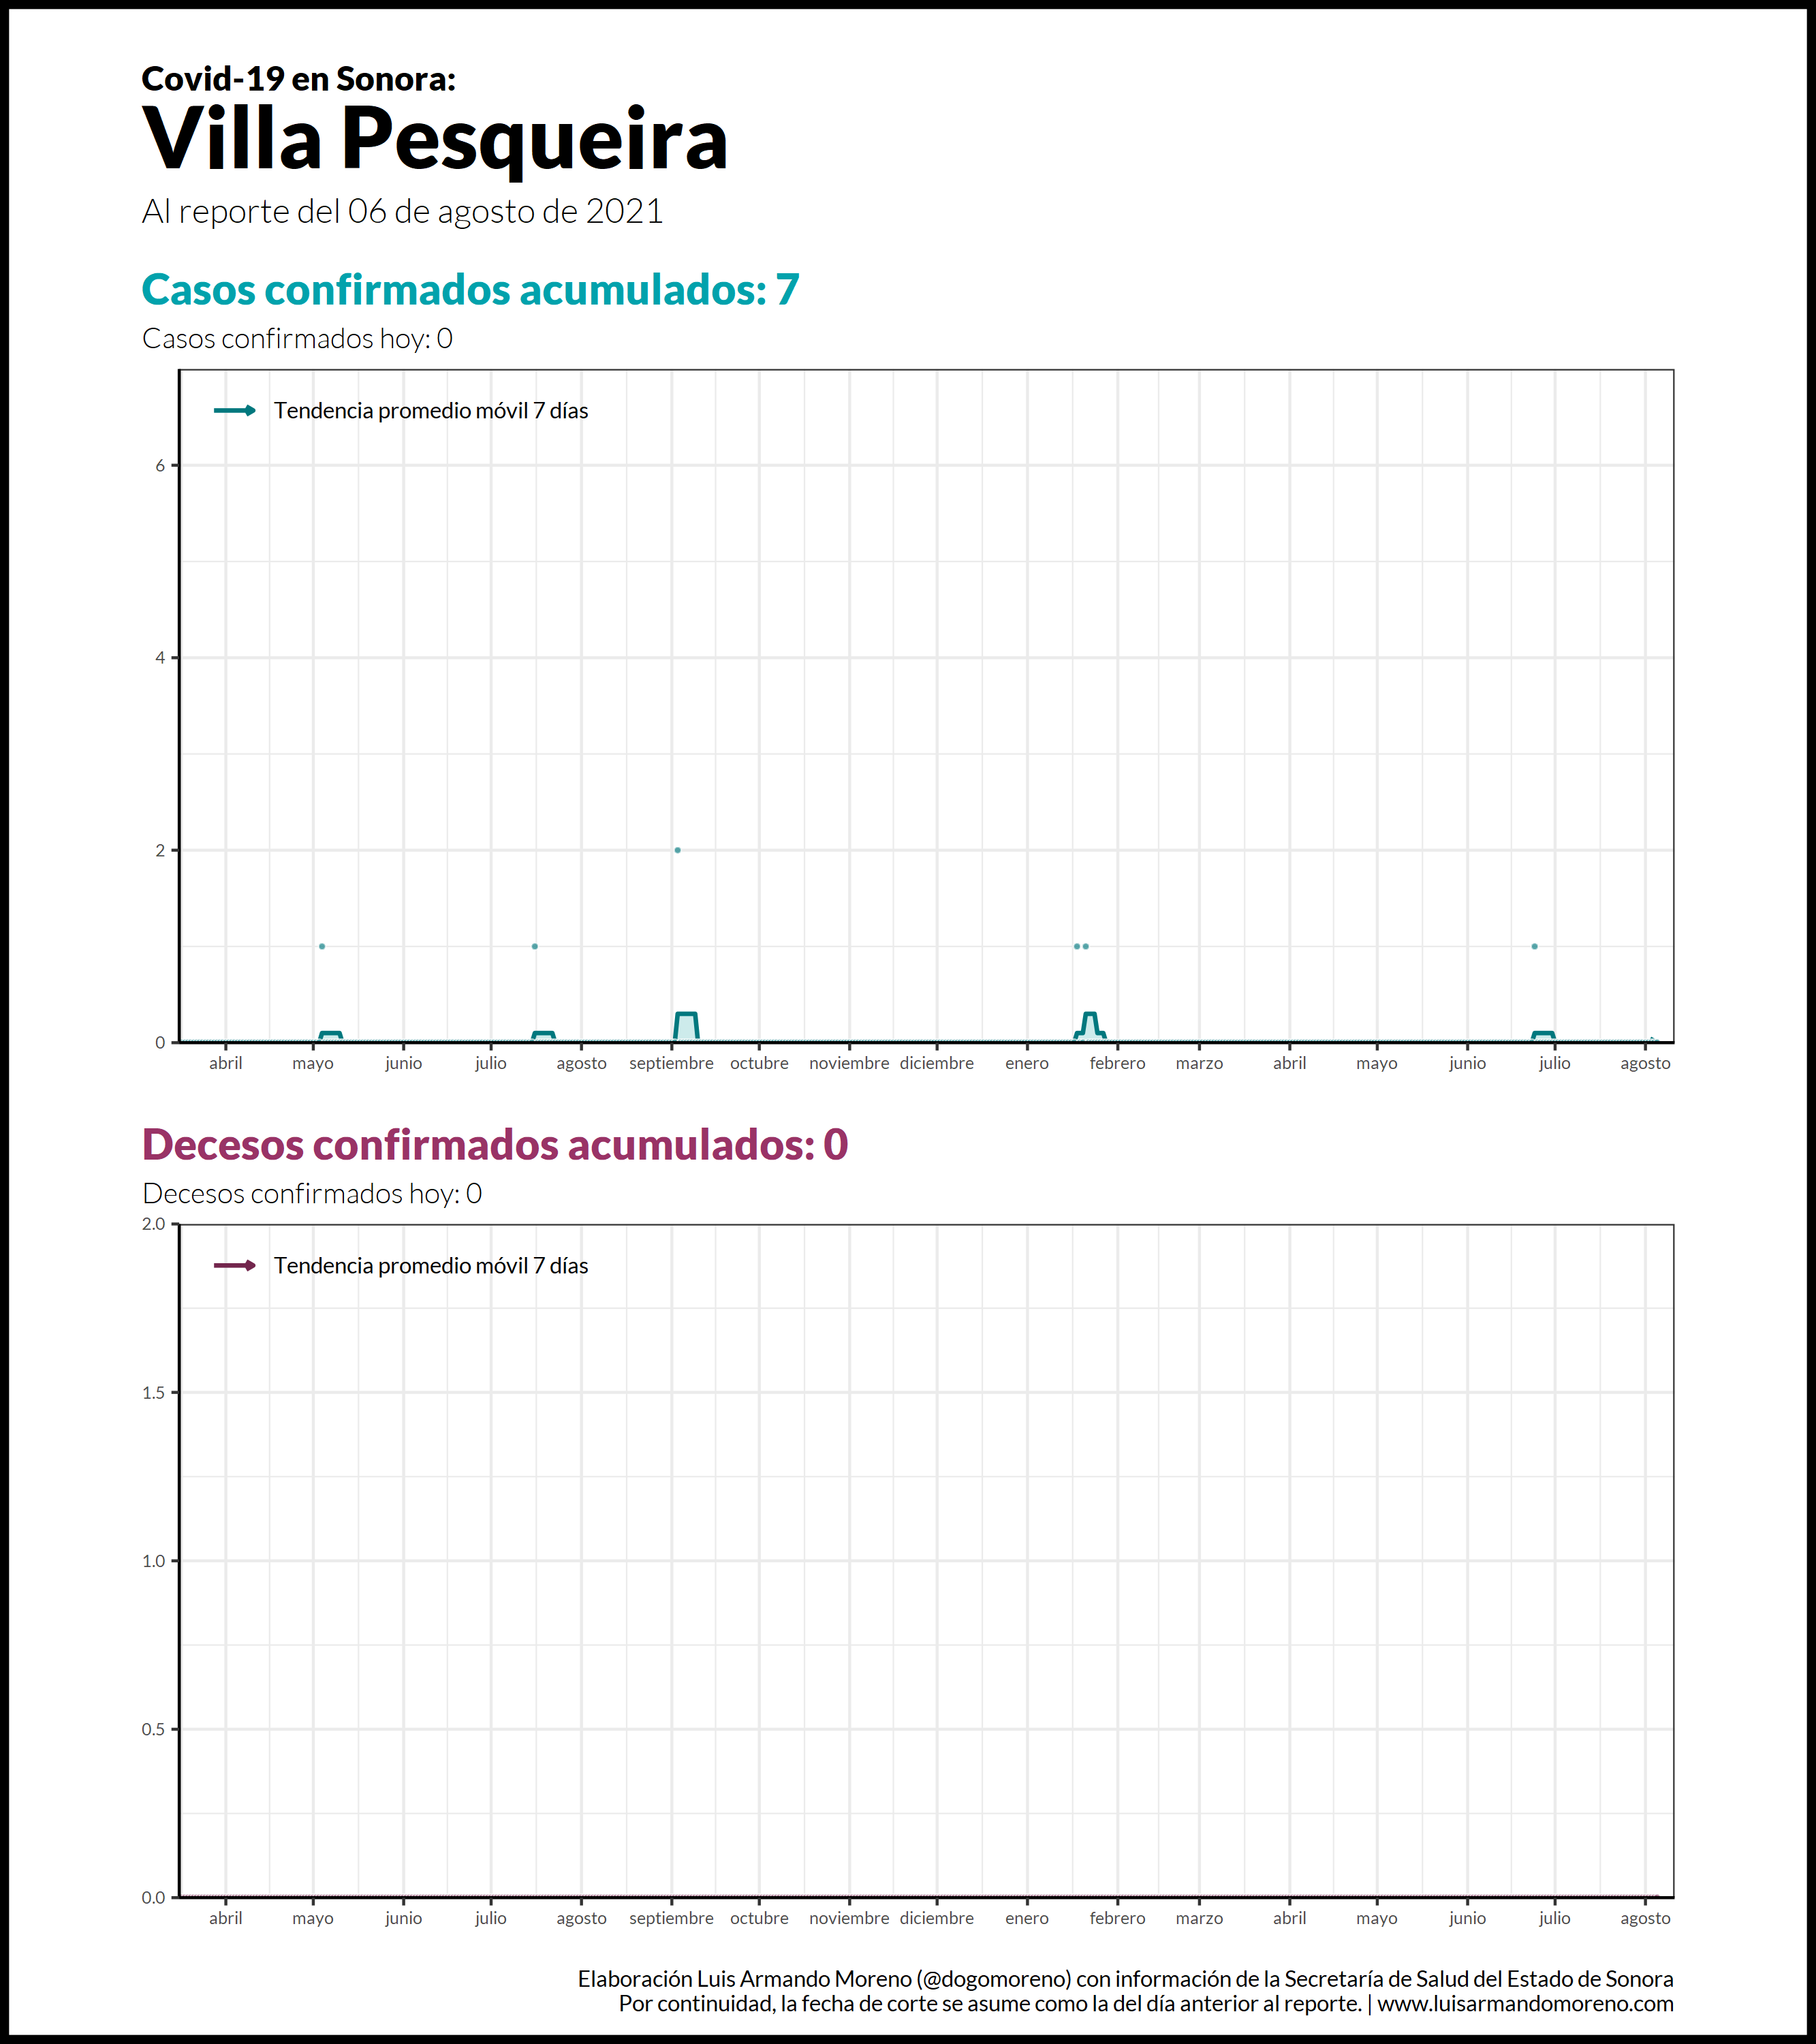 Covid-19 en Sonora:
Villa Pesqueira
Al reporte del 06 de agosto de 2021
Casos confirmados acumulados: 7
Casos confirmados hoy: 0
Tendencia promedio móvil 7 días
6
4
2
0
abril mayo junio julio agosto septiembre octubre noviembre diciembre enero febrero marzo abril mayo junio julio agosto
Decesos confirmados acumulados: 0
Decesos confirmados hoy: 0
2.0
Tendencia promedio móvil 7 días
1.5
1.0
0.5
0.0
abril mayo junio julio agosto septiembre octubre noviembre diciembre enero febrero marzo abril mayo junio julio agosto
Elaboración Luis Armando Moreno (@dogomoreno) con información de la Secretaría de Salud del Estado de Sonora
Por continuidad, la fecha de corte se asume como la del día anterior al reporte. | www.luisarmandomoreno.com